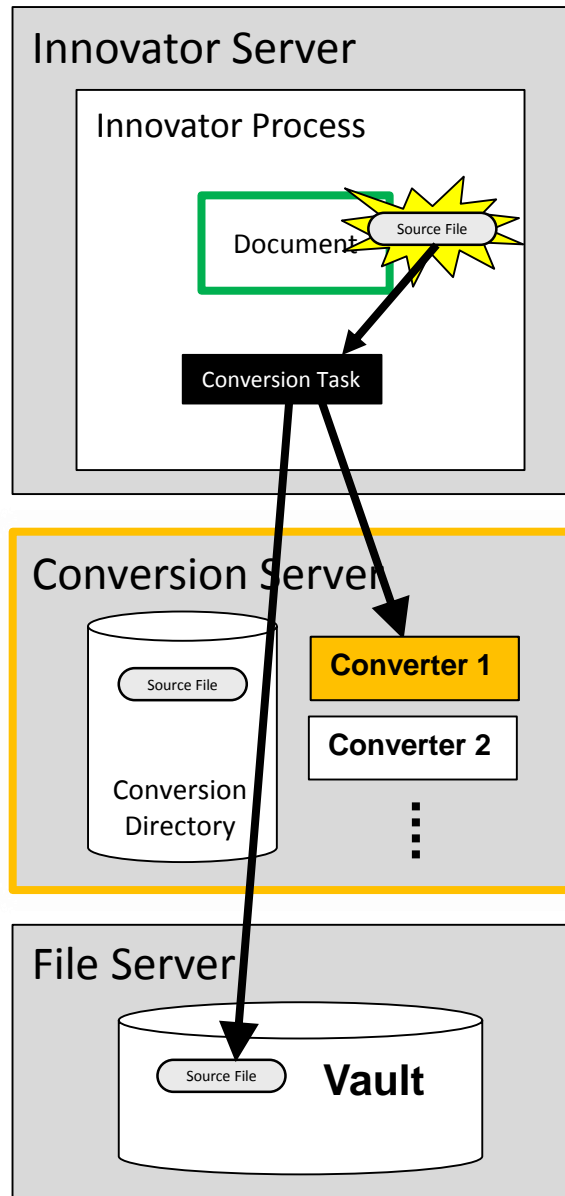 Innovator Server
Innovator Process
Source File
Document
Conversion Task
Conversion Server
Source File
Converter 1
Converter 2
Conversion
Directory
File Server
Source File
Vault